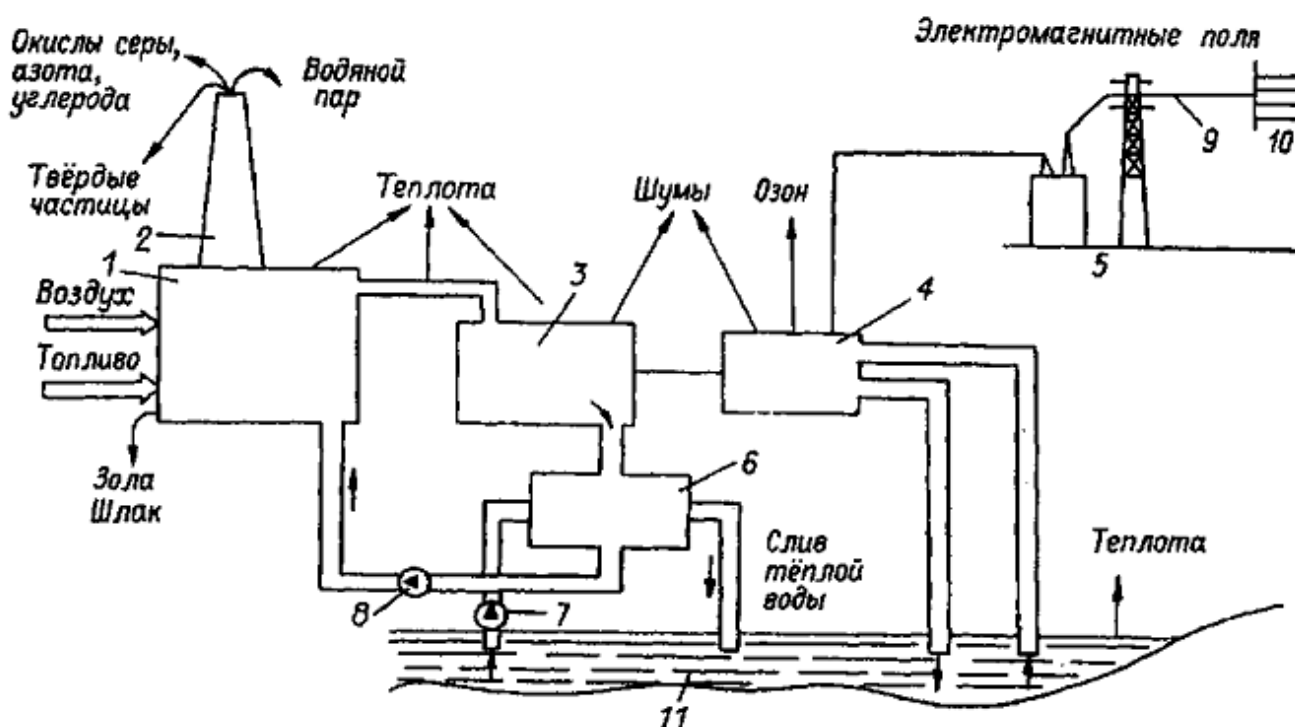 Окислы серы,
азота,
углерода
Водяной
пар
Электромагнитные поля
9
10
Твёрдые
частицы
Теплота
Шумы
Озон
2
5
1
3
4
Воздух
Топливо
Зола
Шлак
6
Слив
тёплой
воды
Теплота
8
7
11